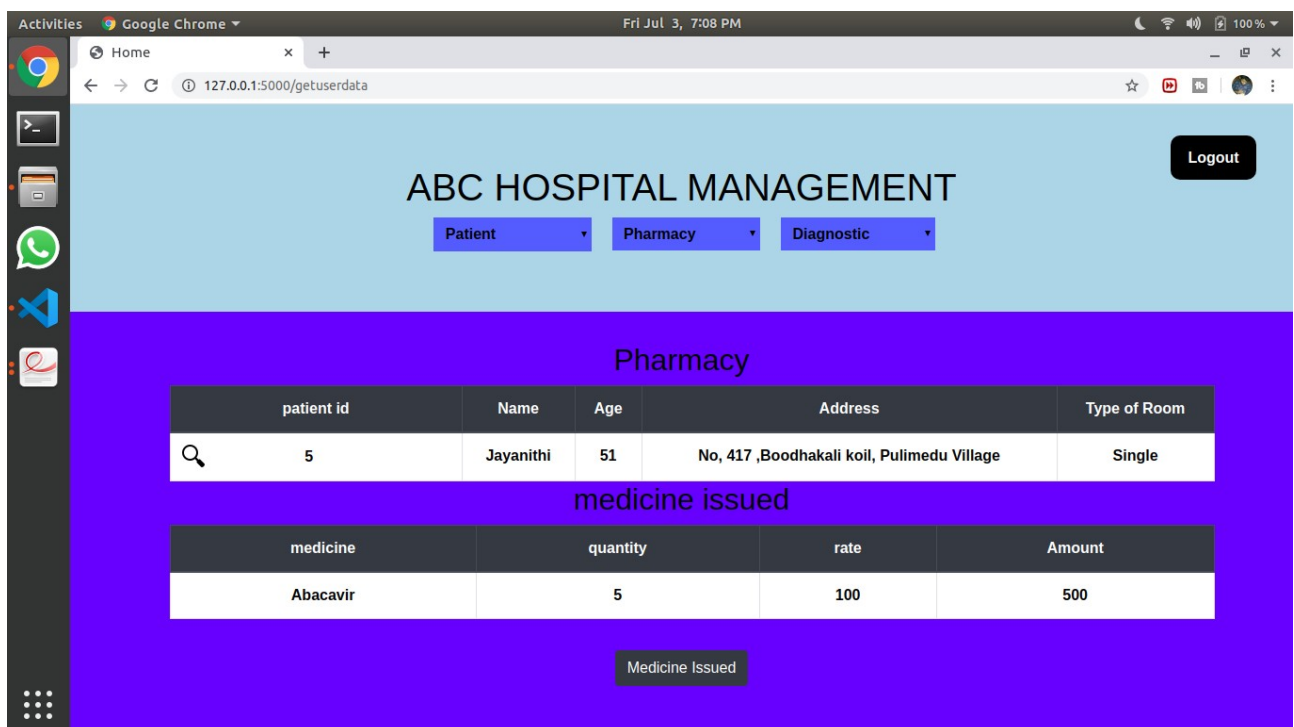 Activities Google Chrome Fri Jul 3, 7:08 PM 100 %
Home
127.0.0.1:5000/getuserdata
Logout
ABC HOSPITAL MANAGEMENT
Patient Pharmacy Diagnostic
Pharmacy
patient id Name Age Address Type of Room
5 Jayanithi 51 No, 417 ,Boodhakali koil, Pulimedu Village Single
medicine issued
medicine quantity rate Amount
Abacavir 5 100 500
Medicine Issued